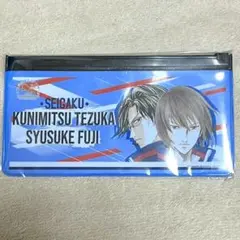 ・SEIGAKU・
KUNIMITSU TEZUKA
SYUSUKE FUJI